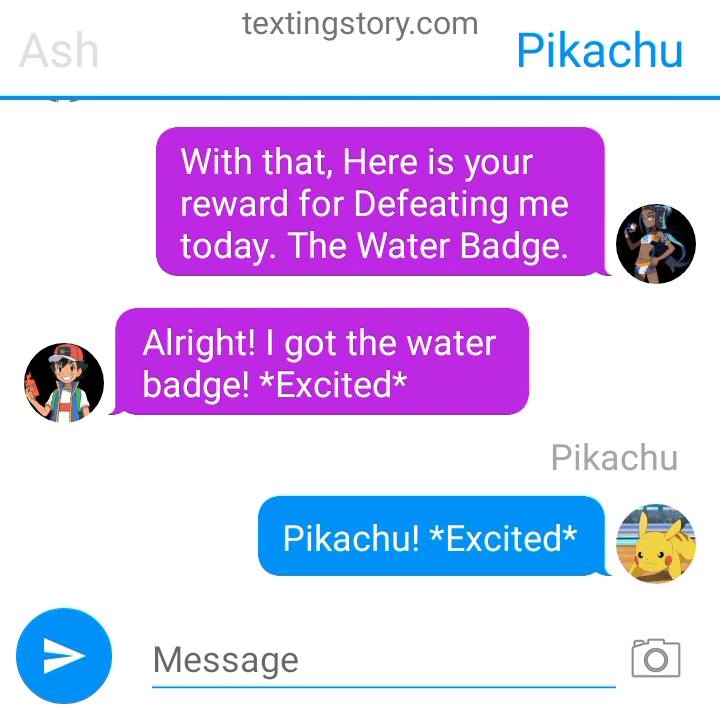 textingstory.com
Ash
Pikachu
With that, Here is your
reward for Defeating me
today. The Water Badge.
Alright! I got the water
badge! *Excited*
Pikachu
Pikachu! *Excited*
Message